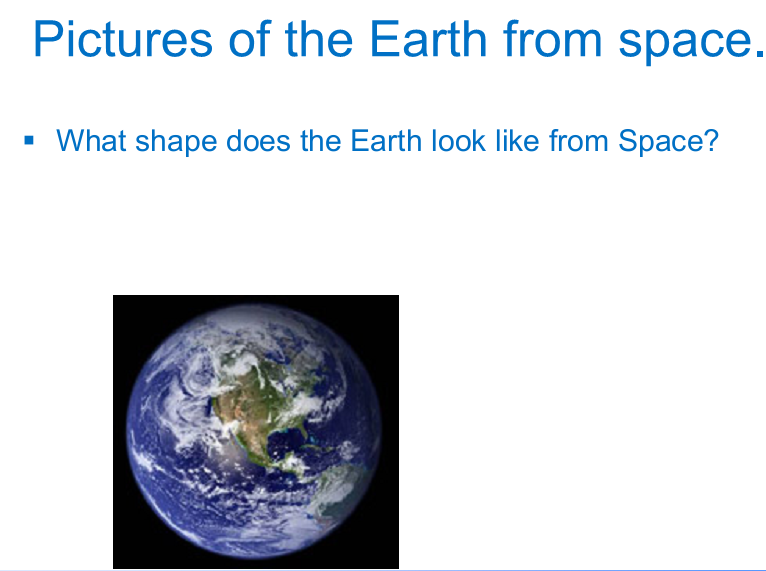 Pictures of the Earth from space.
▪ What shape does the Earth look like from Space?